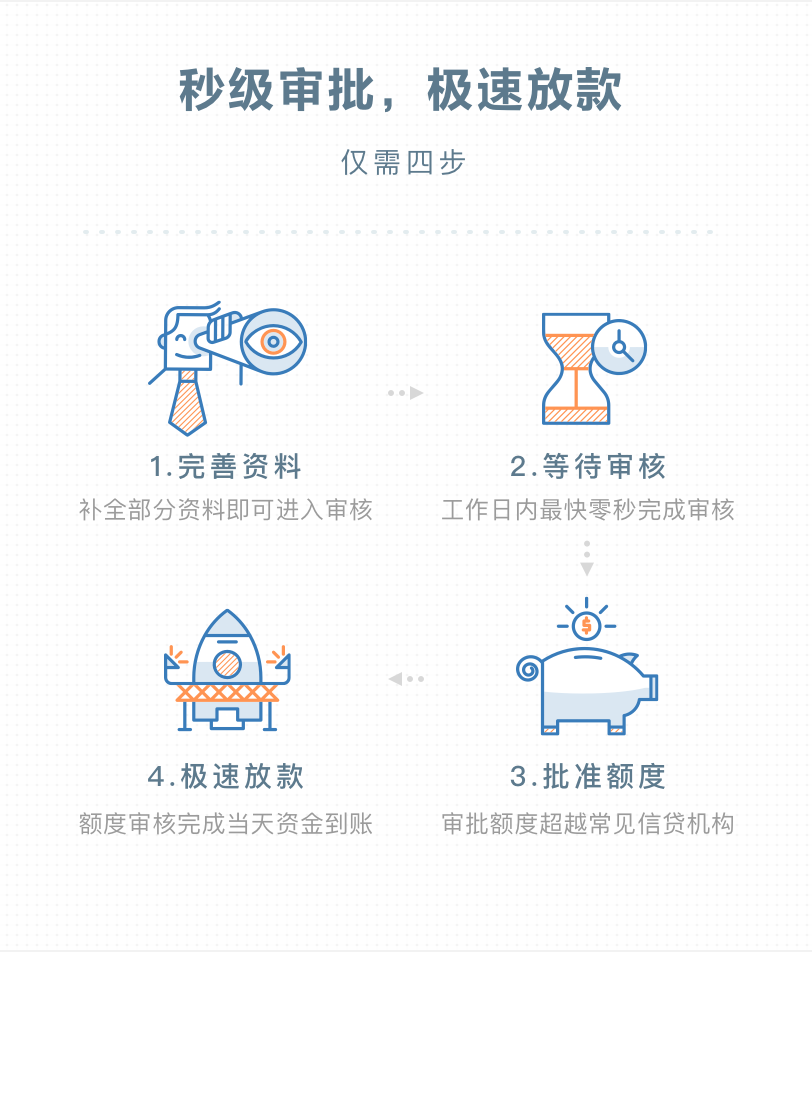 秒级审批，极速放款
仅需四步
1.完善资料
补全部分资料即可进入审核
2.等待审核
工作日内最快零秒完成审核
3.批准额度
审批额度超越常见信贷机构
4.极速放款
额度审核完成当天资金到账